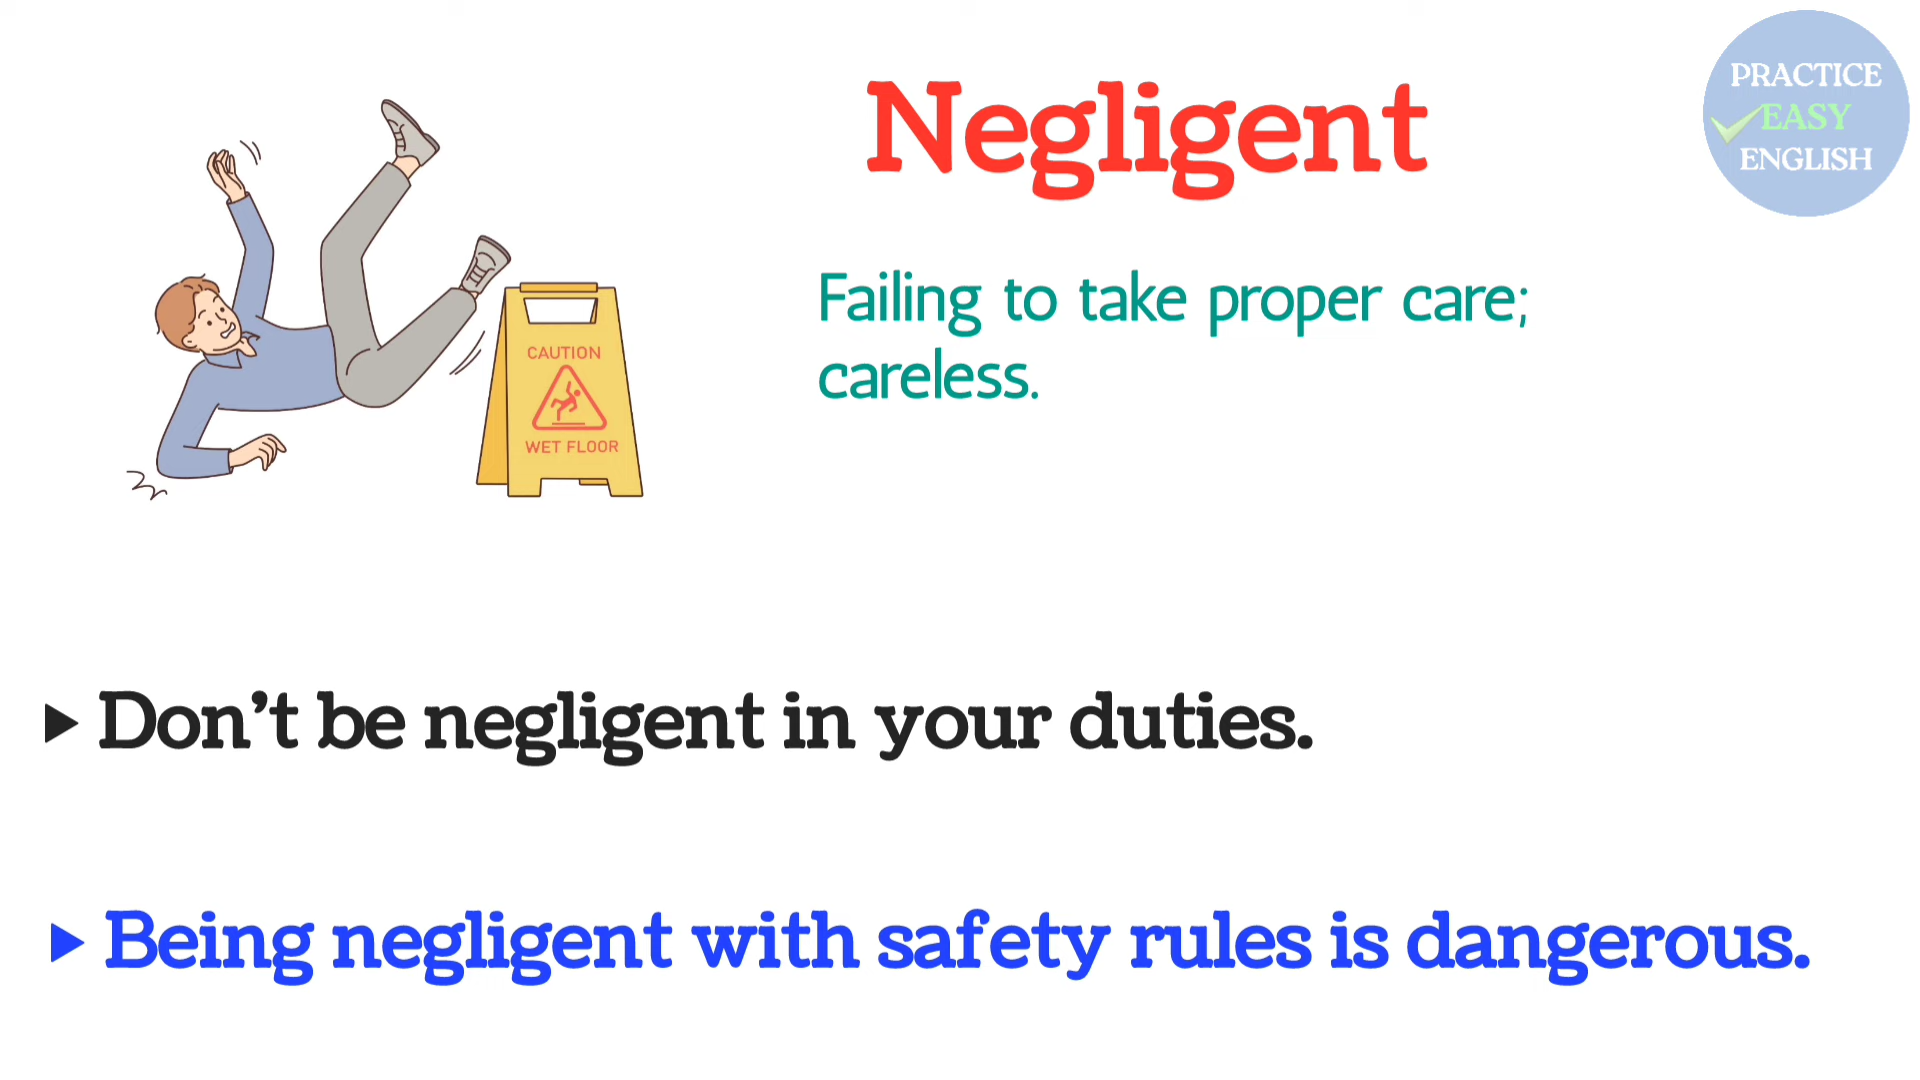 PRACTICE
EASY
ENGLISH
Negligent
Failing to take proper care;
careless.
CAUTION
WET FLOOR
▶ Don’t be negligent in your duties.
▶ Being negligent with safety rules is dangerous.